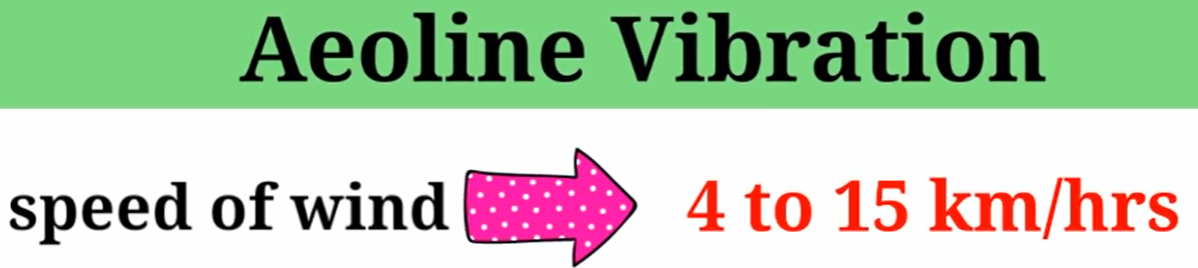 Aeoline Vibration
speed of wind 4 to 15 km/hrs